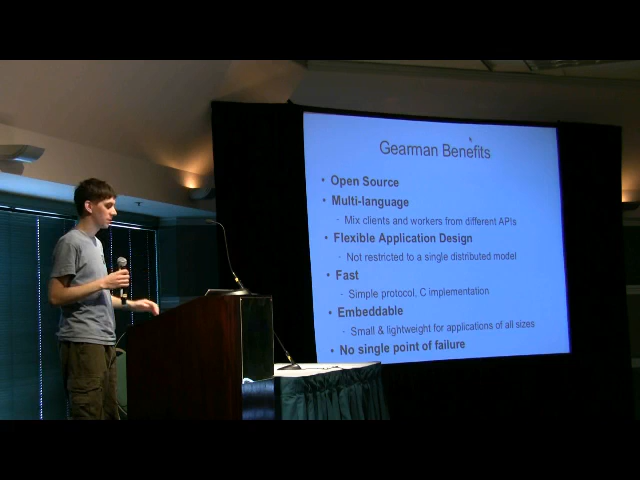 Gearman Benefits
• Open Source
• Multi-language
- Mix clients and workers from different APIs
• Flexible Application Design
- Not restricted to a single distributed model
• Fast
- Simple protocol, C implementation
• Embeddable
- Small & lightweight for applications of all sizes
• No single point of failure